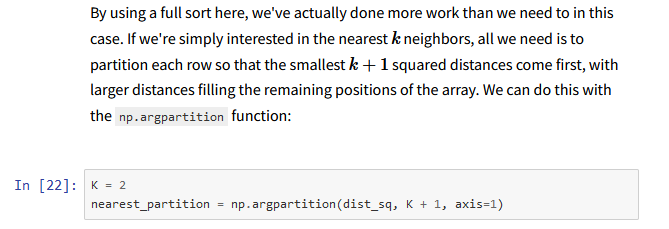 By using a full sort here, we've actually done more work than we need to in this
case. If we're simply interested in the nearest k neighbors, all we need is to
partition each row so that the smallest k + 1 squared distances come first, with
larger distances filling the remaining positions of the array. We can do this with
the np.argpartition function:
In [22]: K = 2
nearest_partition = np.argpartition(dist_sq, K + 1, axis=1)